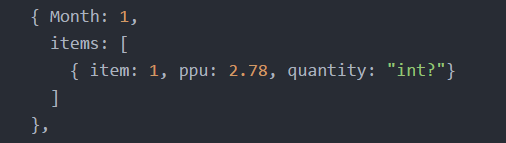 { Month: 1,
items: [
{ item: 1, ppu: 2.78, quantity: "int?"}
]
},